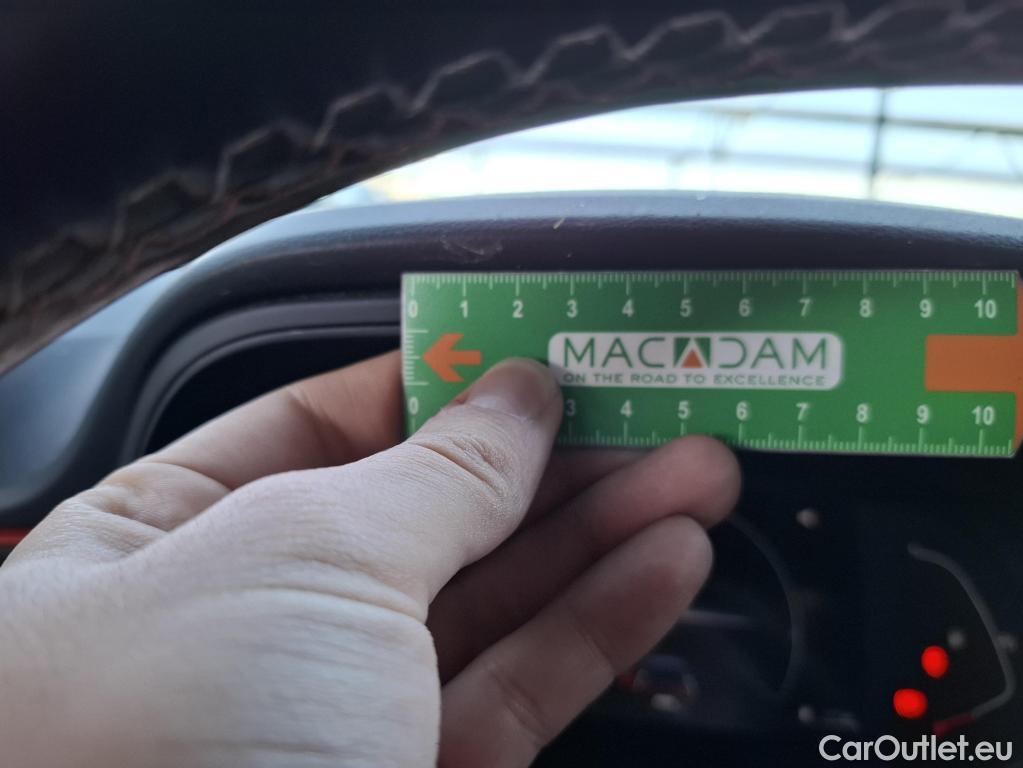 0 1 2 3 4 5 6 7 8 9 10
MACADAM
ON THE ROAD TO EXCELLENCE
0 3 4 5 6 7 8 9 10
CarOutlet.eu